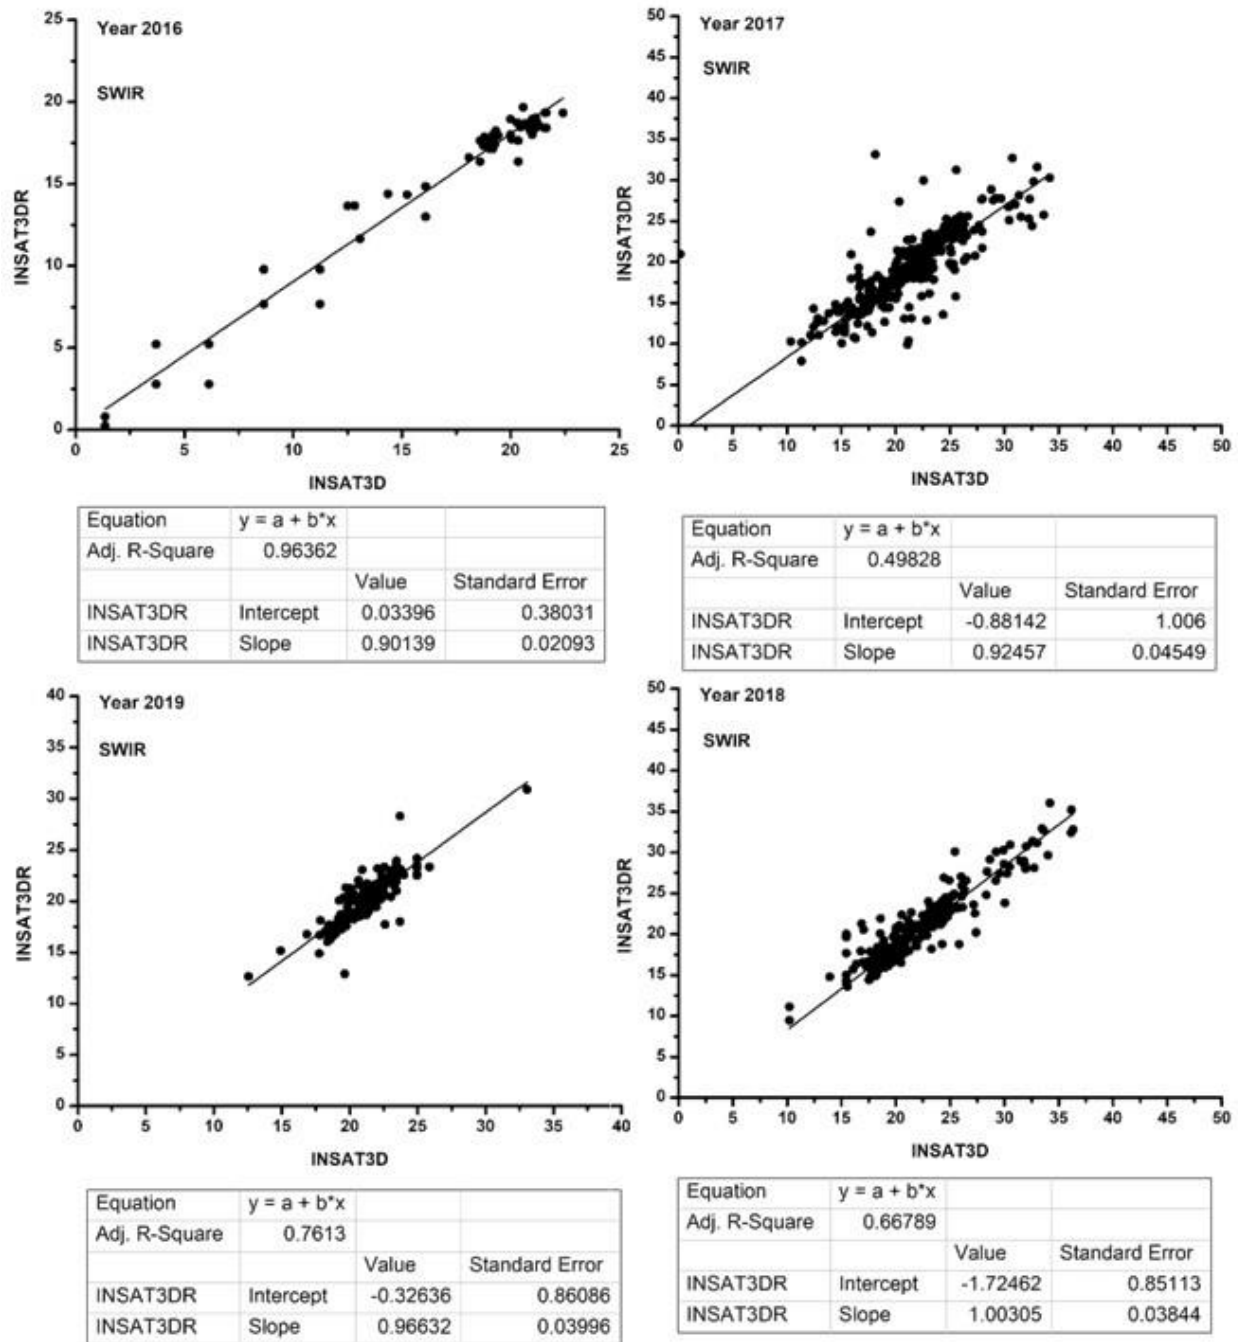 Year 2016
SWIR
25
20
15
10
5
0
INSAT3DR
0 5 10 15 20 25
INSAT3D
Equation y = a + b*x
Adj. R-Square 0.96362
Value Standard Error
INSAT3DR Intercept 0.03396 0.38031
INSAT3DR Slope 0.90139 0.02093
Year 2017
SWIR
50
45
40
35
30
25
20
15
10
5
0
INSAT3DR
0 5 10 15 20 25 30 35 40 45 50
INSAT3D
Equation y = a + b*x
Adj. R-Square 0.49828
Value Standard Error
INSAT3DR Intercept -0.88142 1.006
INSAT3DR Slope 0.92457 0.04549
Year 2019
SWIR
40
35
30
25
20
15
10
5
0
INSAT3DR
0 5 10 15 20 25 30 35 40
INSAT3D
Equation y = a + b*x
Adj. R-Square 0.7613
Value Standard Error
INSAT3DR Intercept -0.32636 0.86086
INSAT3DR Slope 0.96632 0.03996
Year 2018
SWIR
50
45
40
35
30
25
20
15
10
5
0
INSAT3DR
0 5 10 15 20 25 30 35 40 45 50
INSAT3D
Equation y = a + b*x
Adj. R-Square 0.66789
Value Standard Error
INSAT3DR Intercept -1.72462 0.85113
INSAT3DR Slope 1.00305 0.03844